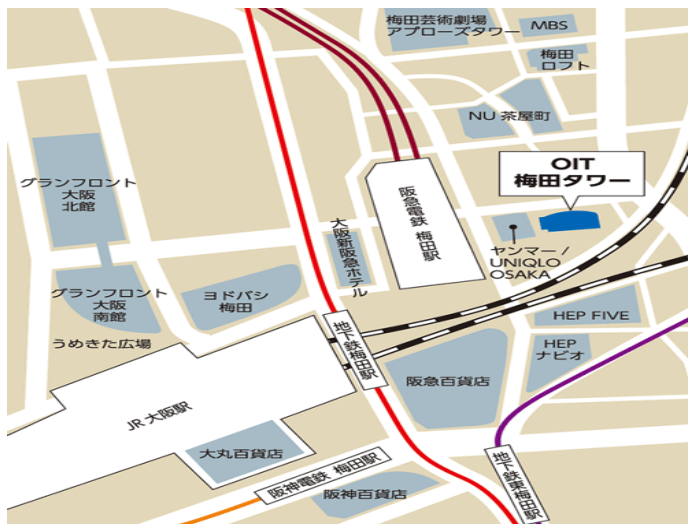 梅田芸術劇場
アプローズタワー
MBS
梅田
ロフト
NU 茶屋町
OIT
梅田タワー
グランフロント
大阪
北館
阪急電鉄 梅田駅
大阪新阪急ホテル
ヤンマー /
UNIQLO
OSAKA
グランフロント
大阪
南館
ヨドバシ
梅田
うめきた広場
地下鉄梅田駅
HEP FIVE
HEP
ナビオ
阪急百貨店
JR 大阪駅
大丸百貨店
阪神電鉄 梅田駅
阪神百貨店
地下鉄東梅田駅